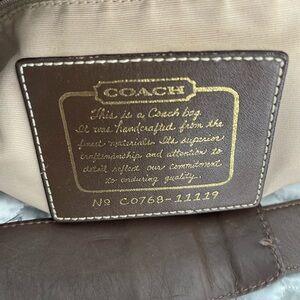 COACH
This is a Coach bag.
It was handcrafted from the
finest materials. Its superior
craftsmanship and attention to
detail reflect our commitment
to enduring quality.
No C0768-11119